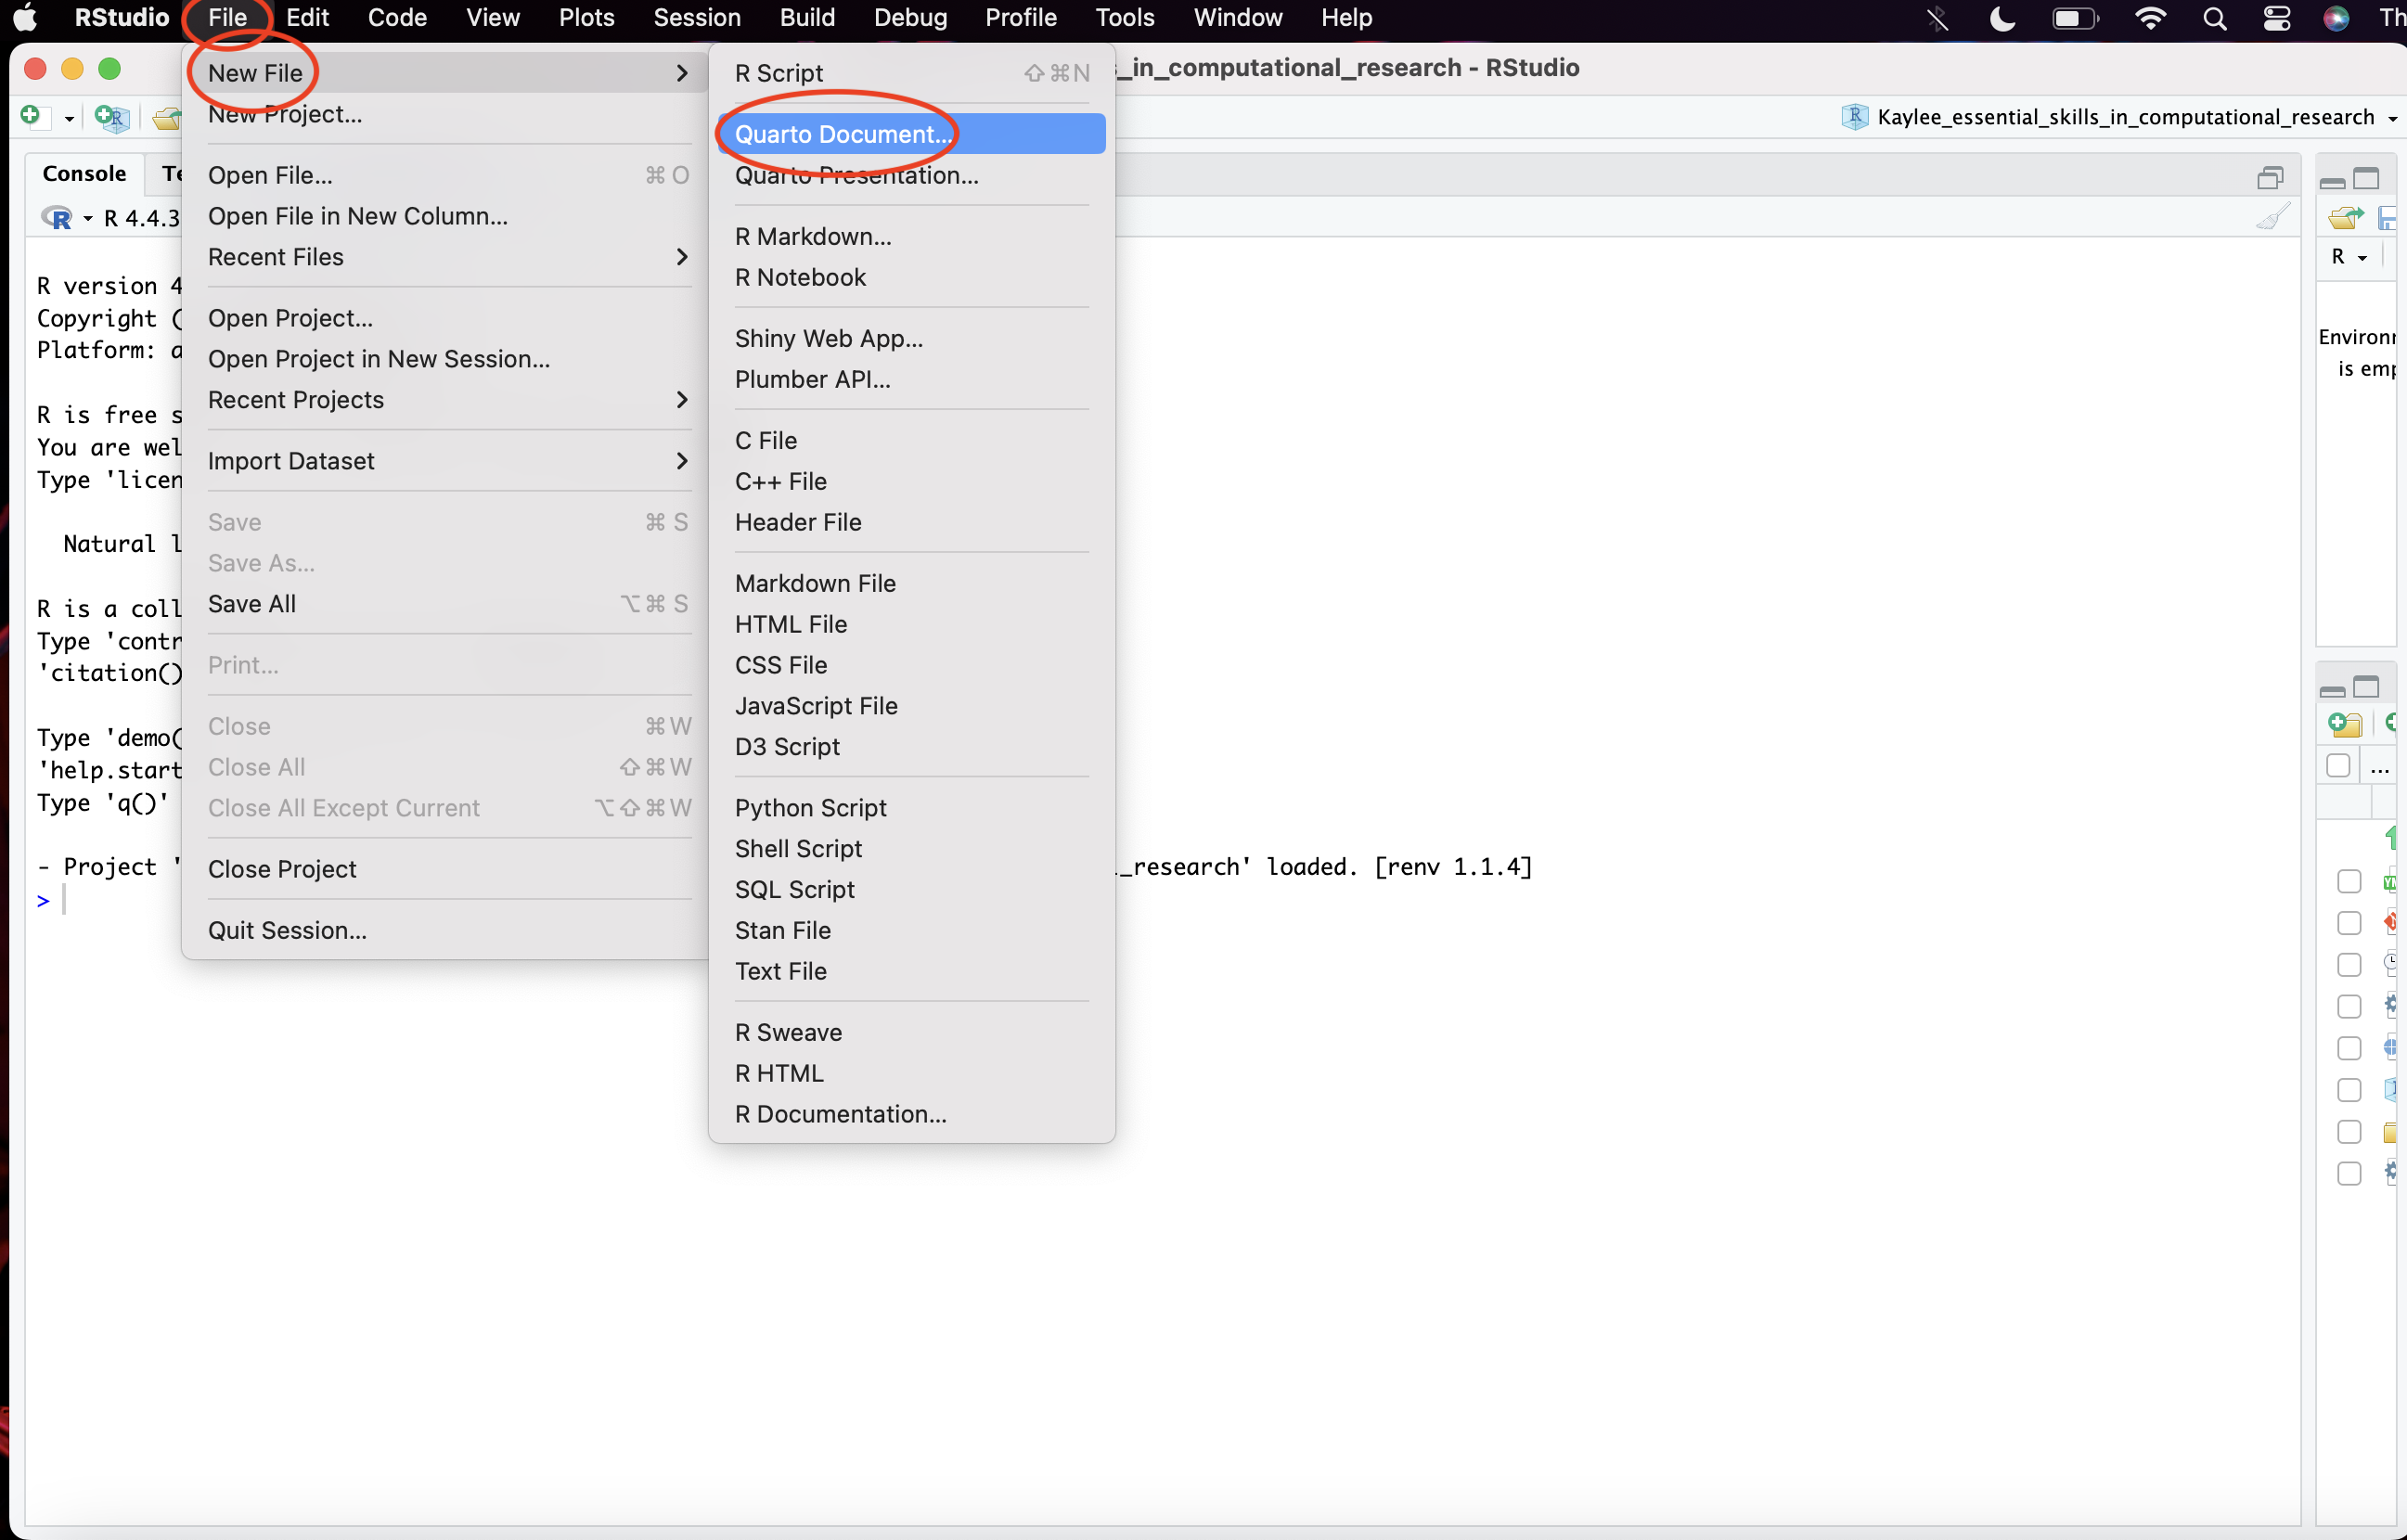 RStudio File Edit Code View Plots Session Build Debug Profile Tools Window Help Th
_in_computational_research - RStudio
Kaylee_essential_skills_in_computational_research
Console
R 4.4.3
R version 4
Copyright (
Platform: a
R is free s
You are wel
Type 'licen
Natural l
R is a coll
Type 'contr
'citation()
Type 'demo(
'help.start
Type 'q()'
- Project '
_research' loaded. [renv 1.1.4]
>
New File
New Project...
Open File... ⌘ O
Open File in New Column...
Recent Files
Open Project...
Open Project in New Session...
Recent Projects
Import Dataset
Save ⌘ S
Save As...
Save All ⌥⌘ S
Print...
Close ⌘W
Close All ⇧⌘W
Close All Except Current ⌥⇧⌘W
Close Project
Quit Session...
R Script ⇧⌘N
Quarto Document...
Quarto Presentation...
R Markdown...
R Notebook
Shiny Web App...
Plumber API...
C File
C++ File
Header File
Markdown File
HTML File
CSS File
JavaScript File
D3 Script
Python Script
Shell Script
SQL Script
Stan File
Text File
R Sweave
R HTML
R Documentation...
R
Environ
is emp
...